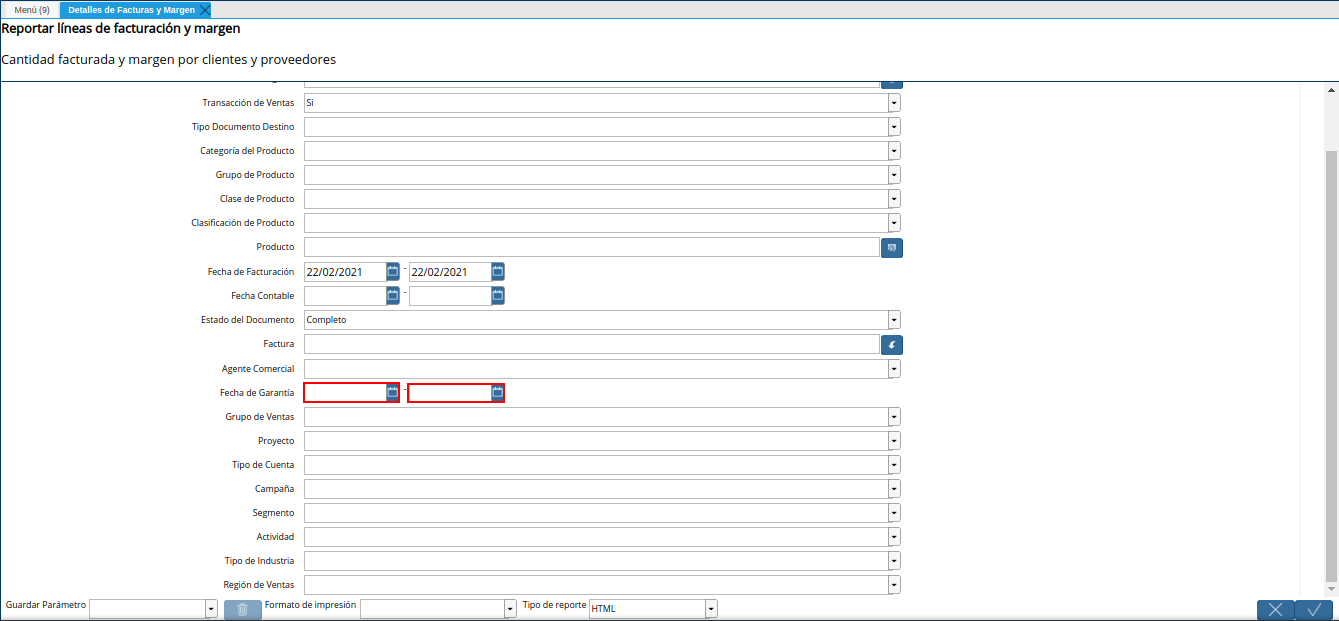 Menú (9) Detalles de Facturas y Margen
Reportar líneas de facturación y margen
Cantidad facturada y margen por clientes y proveedores
Transacción de Ventas Si
Tipo Documento Destino
Categoría del Producto
Grupo de Producto
Clase de Producto
Clasificación de Producto
Producto
Fecha de Facturación 22/02/2021 - 22/02/2021
Fecha Contable -
Estado del Documento Completo
Factura
Agente Comercial
Fecha de Garantía -
Grupo de Ventas
Proyecto
Tipo de Cuenta
Campaña
Segmento
Actividad
Tipo de Industria
Región de Ventas
Guardar Parámetro Formato de impresión Tipo de reporte HTML